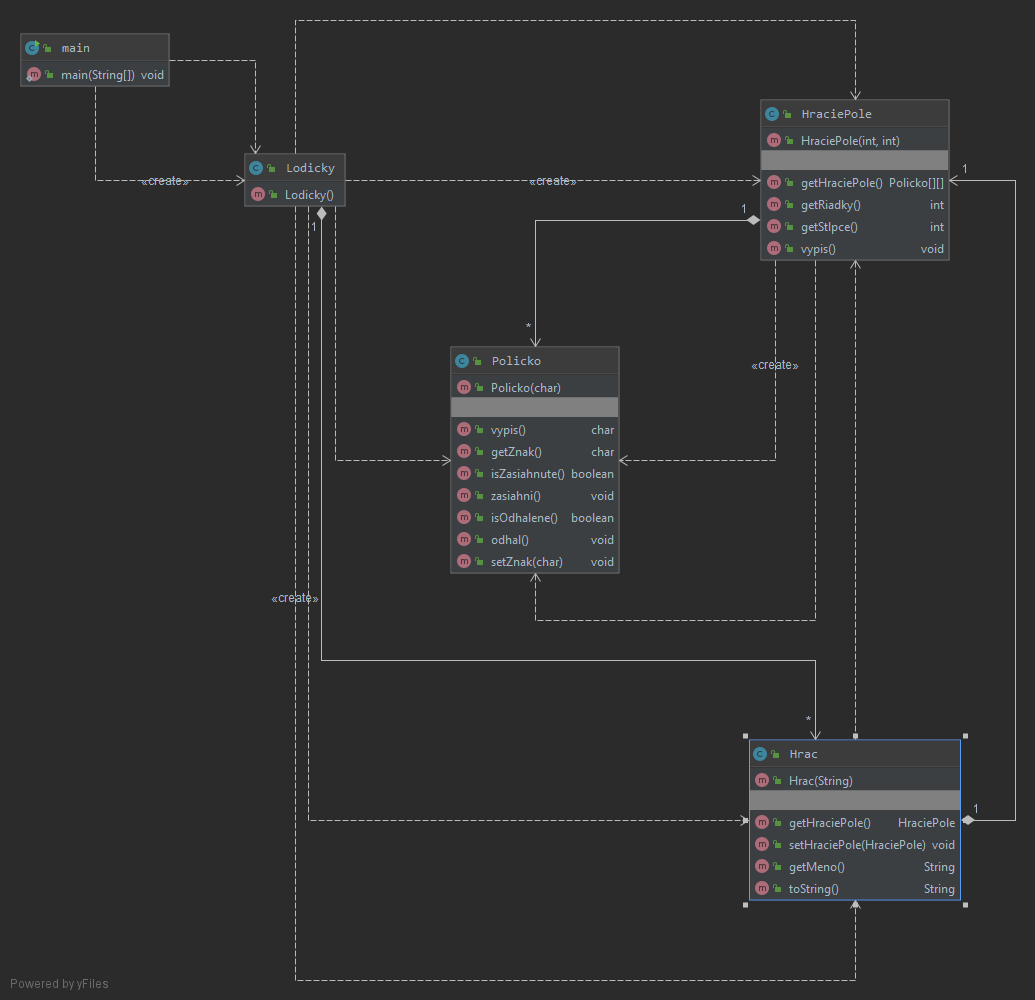 main
main(String[]) void
«create»
Lodicky
Lodicky()
1
«create»
HraciePole
HraciePole(int, int)
getHraciePole() Policko[][]
getRiadky() int
getStlpce() int
vypis() void
1
1
*
«create»
Policko
Policko(char)
vypis() char
getZnak() char
isZasiahnute() boolean
zasiahni() void
isOdhalene() boolean
odhal() void
setZnak(char) void
«create»
*
Hrac
Hrac(String)
getHraciePole() HraciePole
setHraciePole(HraciePole) void
getMeno() String
toString() String
1
Powered by yFiles